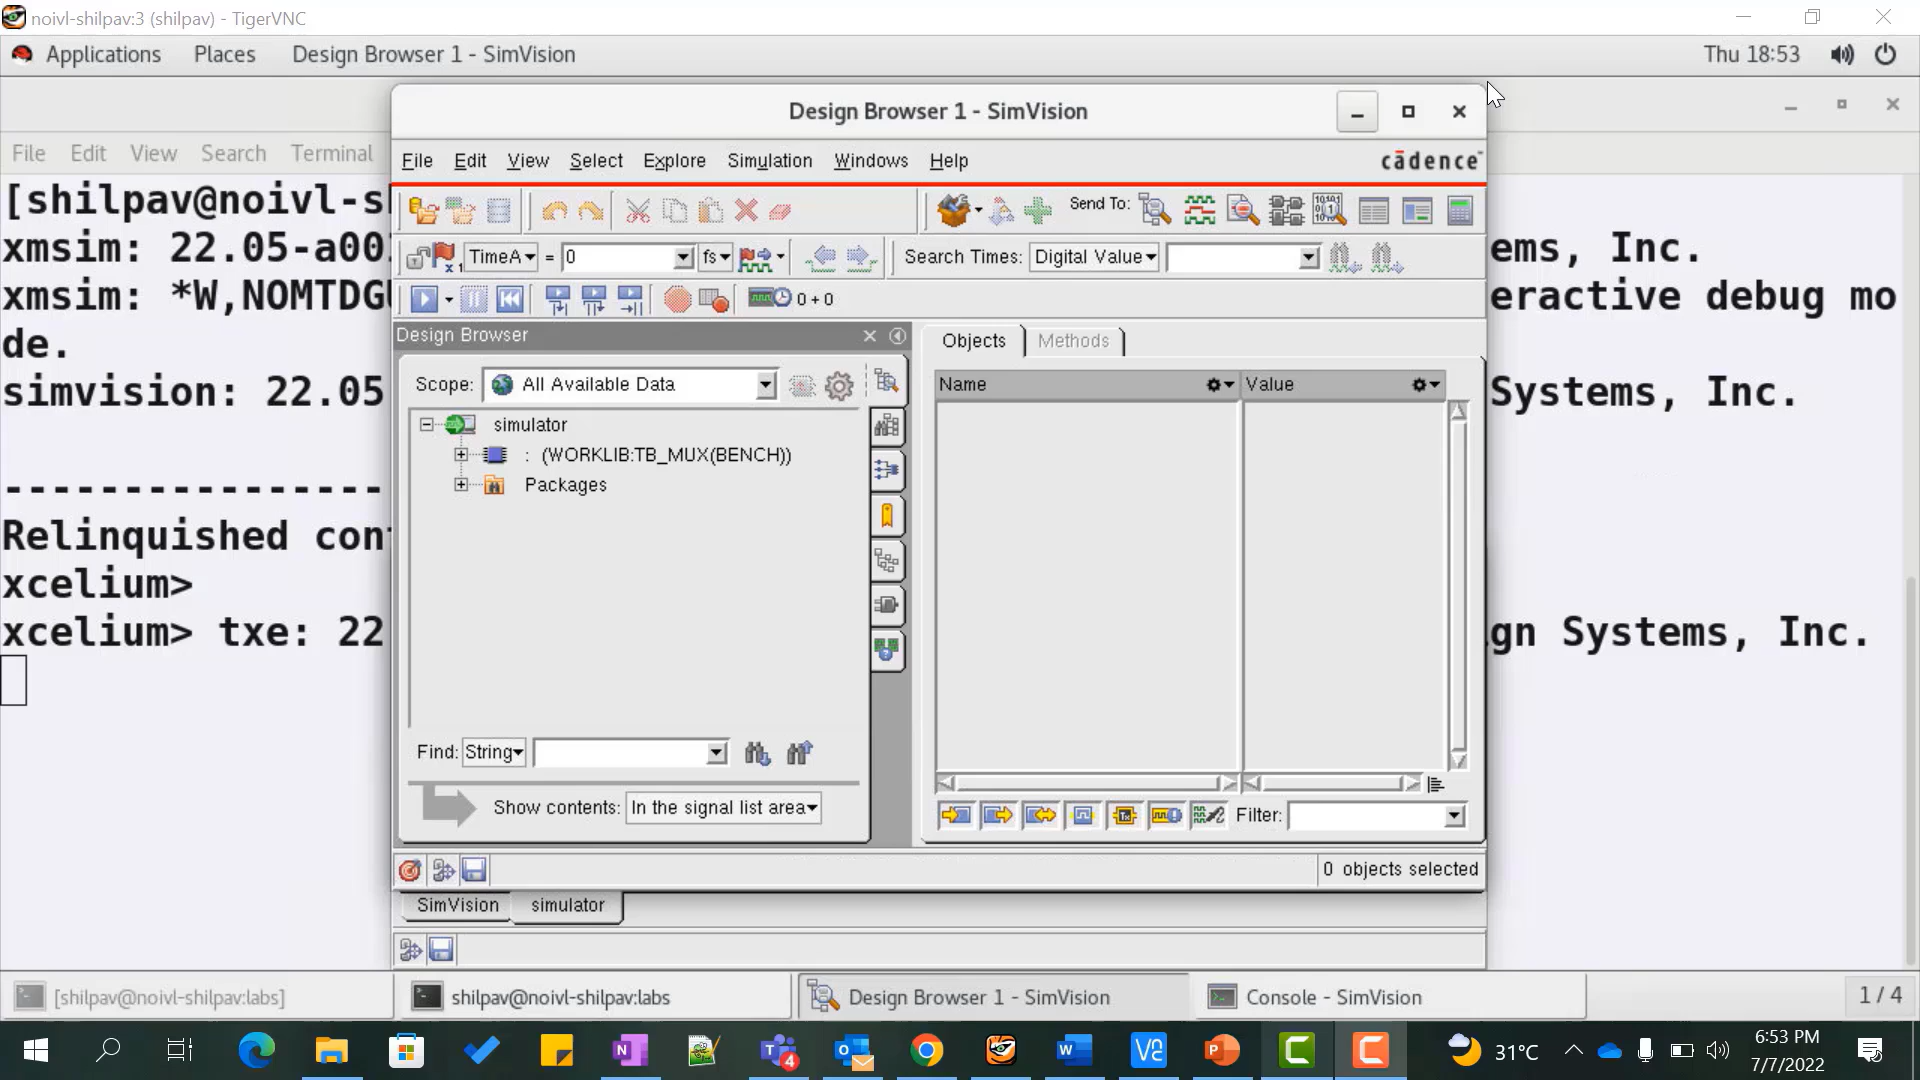 noivl-shilpav:3 (shilpav) - TigerVNC
Applications Places Design Browser 1 - SimVision Thu 18:53
Design Browser 1 - SimVision
File Edit View Search Terminal
File Edit View Select Explore Simulation Windows Help cādence
[shilpav@noivl-s
Send To:
xmsim: 22.05-a00 ems, Inc.
TimeA = 0 fs Search Times: Digital Value
xmsim: *W,NOMTDG eractive debug mo
0 + 0
de.
Design Browser Objects Methods
simvision: 22.05 Systems, Inc.
Scope: All Available Data Name Value
simulator
: (WORKLIB:TB_MUX(BENCH))
Packages
----------------
Relinquished con
xcelium>
xcelium> txe: 22 gn Systems, Inc.
Find: String
Show contents: In the signal list area Filter:
0 objects selected
SimVision simulator
[shilpav@noivl-shilpav:labs] shilpav@noivl-shilpav:labs Design Browser 1 - SimVision Console - SimVision 1 / 4
4 31°C 6:53 PM
7/7/2022